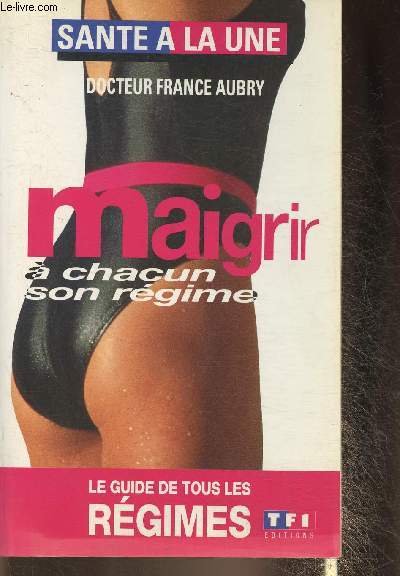 Le-livre.com
SANTE A LA UNE
DOCTEUR FRANCE AUBRY
maigrir
à chacun
son régime
LE GUIDE DE TOUS LES
RÉGIMES
TF1
EDITIONS